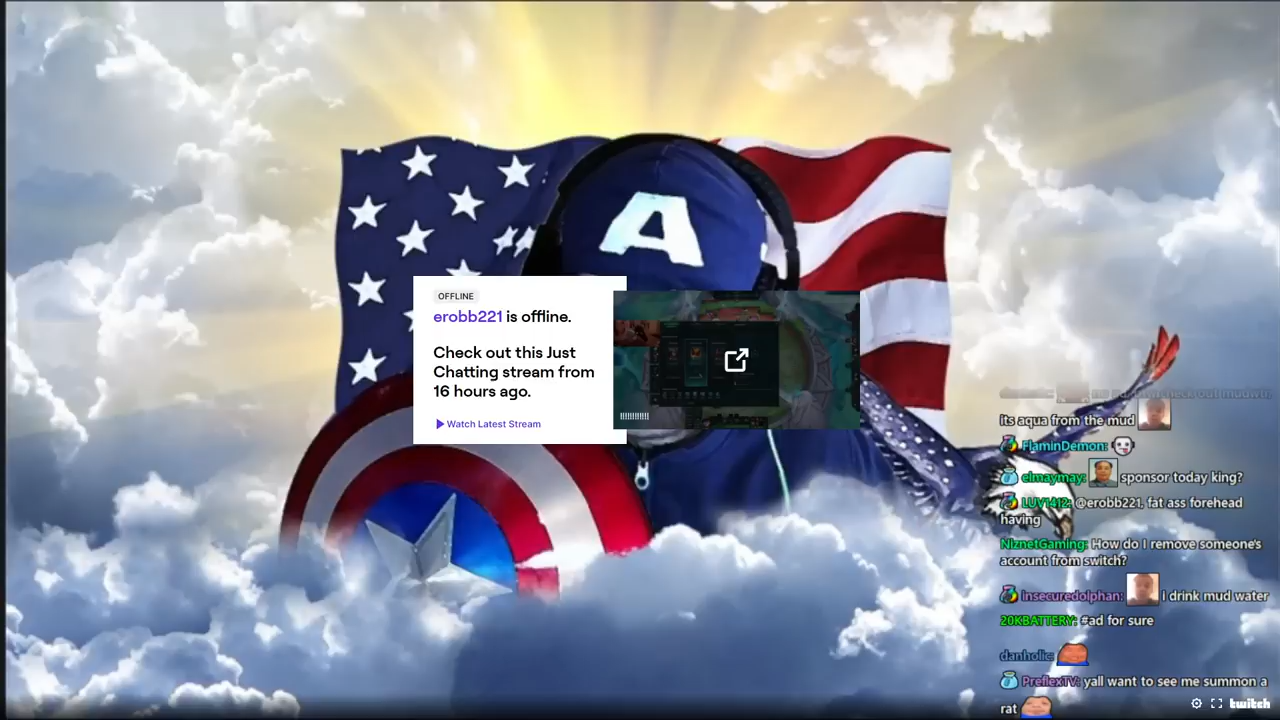 A
OFFLINE
erobb221 is offline.
Check out this Just
Chatting stream from
16 hours ago.
Watch Latest Stream
!!!!!!!!!!!!
check out mudwtr,
its aqua from the mud
FlaminDemon:
elmaymay: sponsor today king?
LUV1412: @erobb221, fat ass forehead
having
NiznetGaming: How do I remove someone's
account from switch?
insecuredolphan: i drink mud water
20KBATTERY: #ad for sure
danholic:
PreflexTV: yall want to see me summon a
rat
twitch